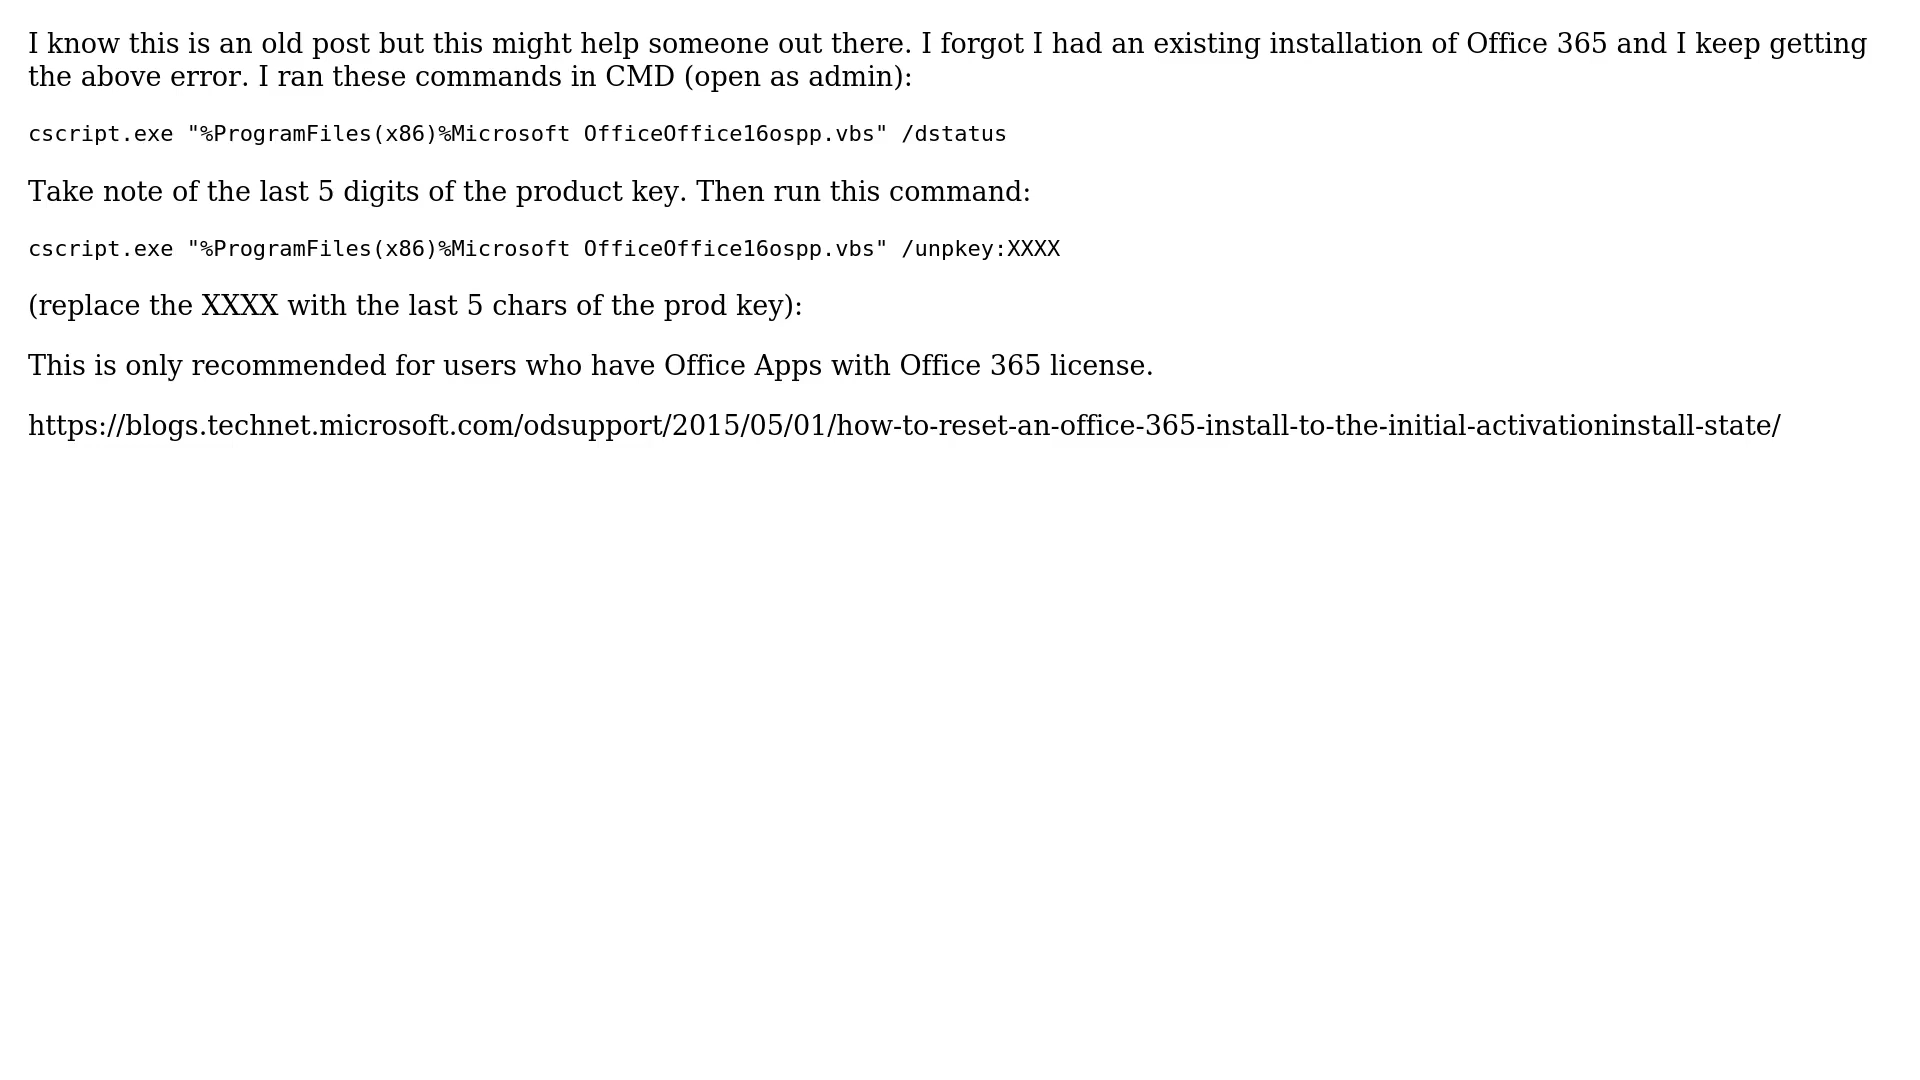 I know this is an old post but this might help someone out there. I forgot I had an existing installation of Office 365 and I keep getting
the above error. I ran these commands in CMD (open as admin):
cscript.exe "%ProgramFiles(x86)%Microsoft OfficeOffice16ospp.vbs" /dstatus
Take note of the last 5 digits of the product key. Then run this command:
cscript.exe "%ProgramFiles(x86)%Microsoft OfficeOffice16ospp.vbs" /unpkey:XXXX
(replace the XXXX with the last 5 chars of the prod key):
This is only recommended for users who have Office Apps with Office 365 license.
https://blogs.technet.microsoft.com/odsupport/2015/05/01/how-to-reset-an-office-365-install-to-the-initial-activationinstall-state/